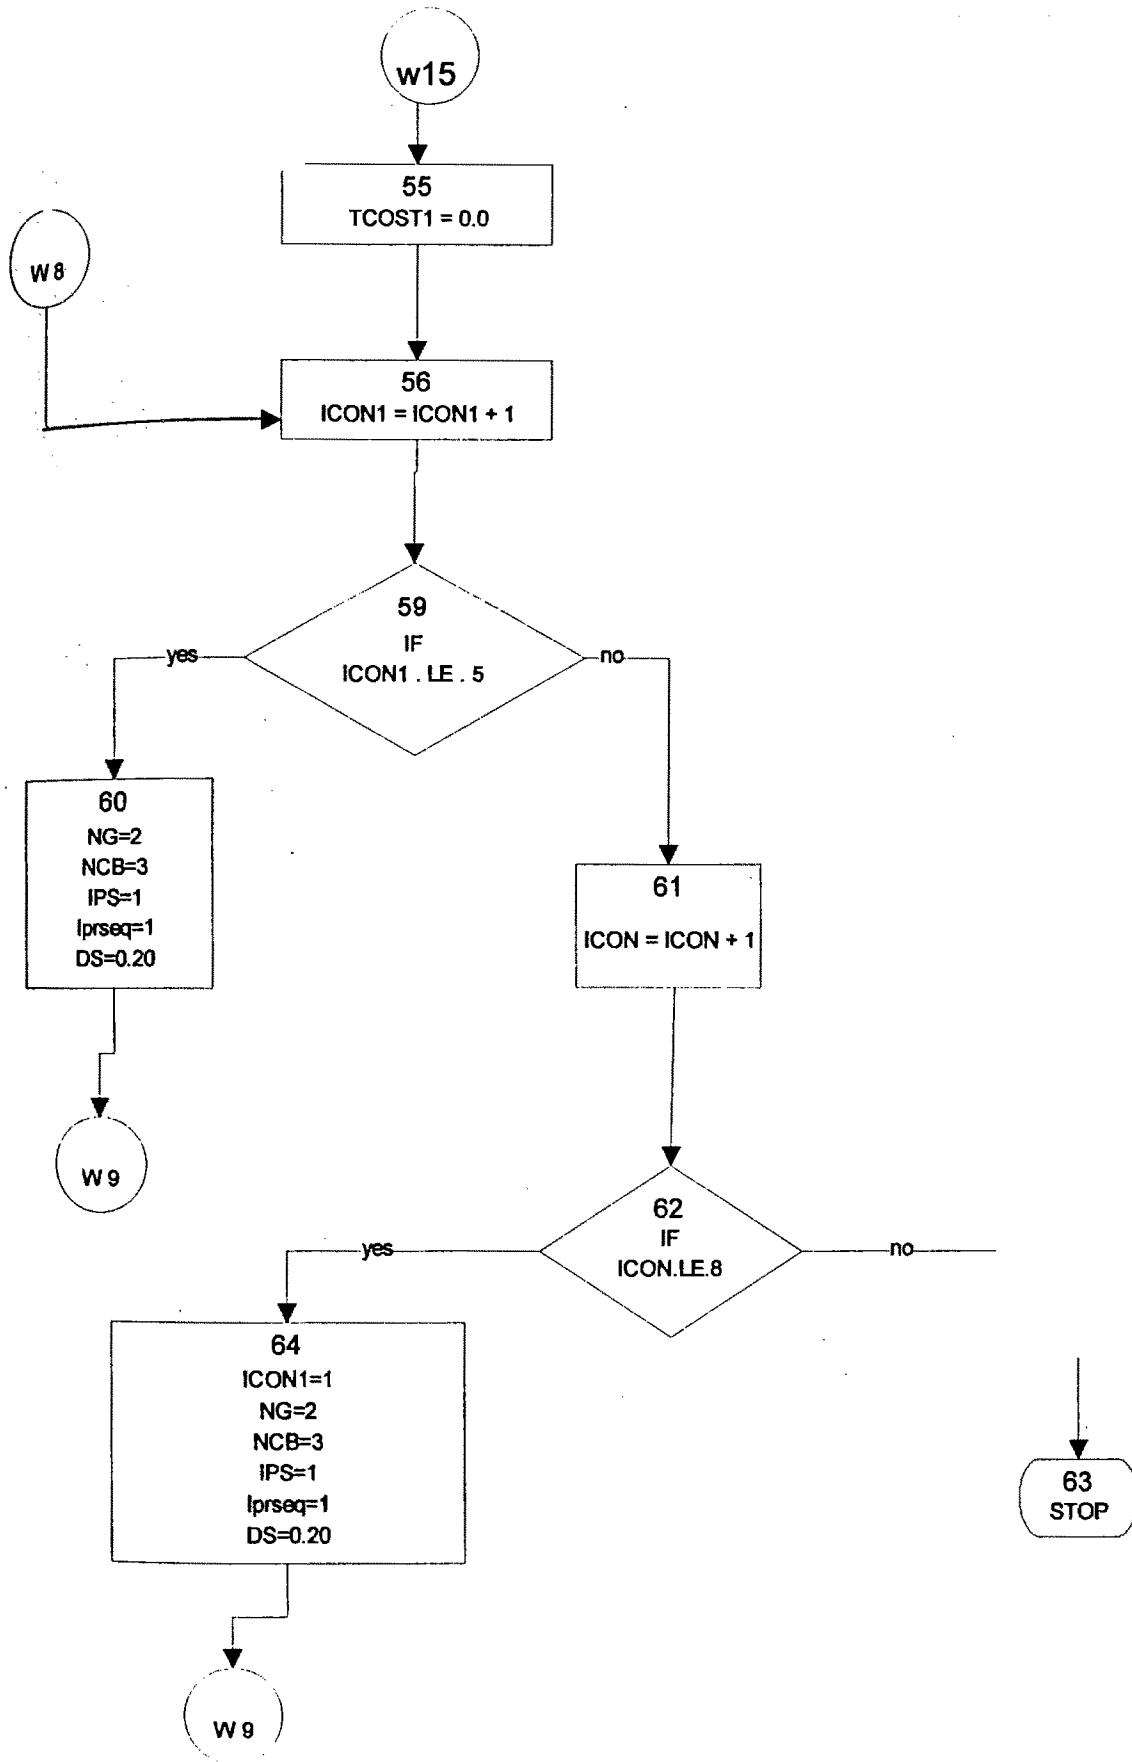 w15
55
TCOST1 = 0.0
W 8
56
ICON1 = ICON1 + 1
59
IF
ICON1 . LE . 5
yes
no
60
NG=2
NCB=3
IPS=1
Iprseq=1
DS=0.20
61
ICON = ICON + 1
W 9
62
IF
ICON.LE.8
yes
no
64
ICON1=1
NG=2
NCB=3
IPS=1
Iprseq=1
DS=0.20
63
STOP
W 9